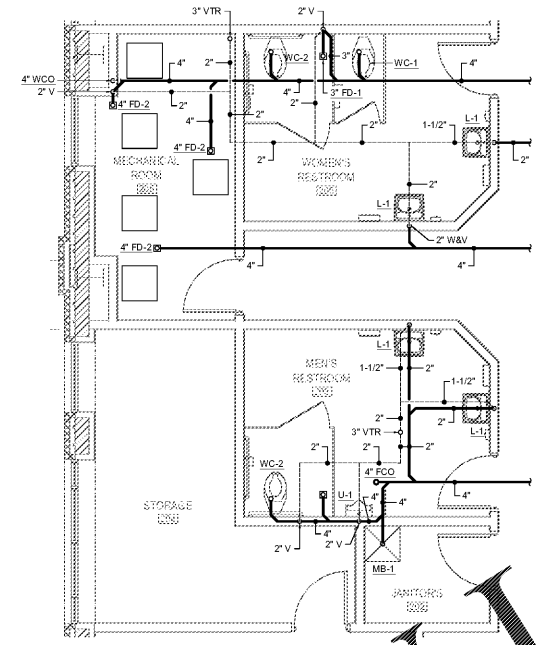 3" VTR
2" V
2"
4"
WC-2
3"
WC-1
4"
4" WCO
2" V
4" FD-2
2"
2"
4"
3" FD-1
L-1
1-1/2"
4"
2"
2"
2"
2"
4" FD-2
MECHANICAL
ROOM
WOMEN'S
RESTROOM
2"
L-1
4" FD-2
2" W&V
4"
4"
L-1
MEN'S
RESTROOM
1-1/2"
2"
1-1/2"
2"
3" VTR
2"
L-1
2"
2"
2"
WC-2
4" FCO
U-1
4"
4"
4"
STORAGE
2" V
4"
2" V
MB-1
JANITOR'S